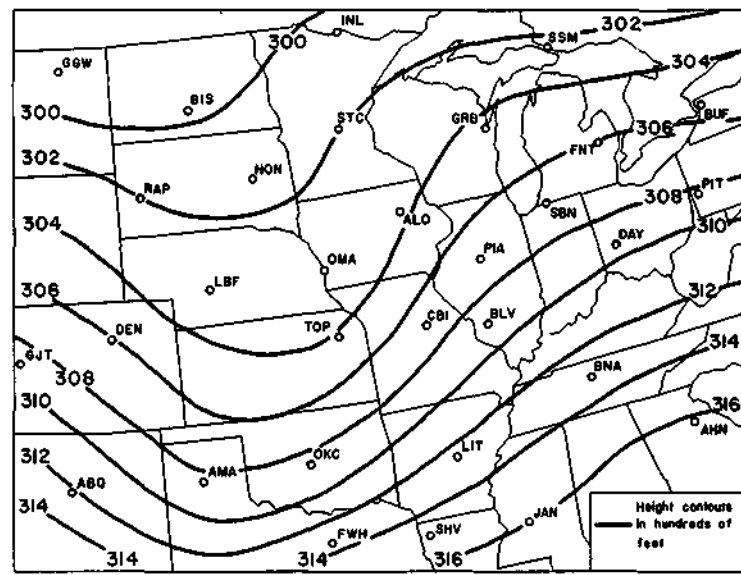 INL
302
300
SSM
GGW
304
BIS
300
STC
GRB
BUF
306
FNT
302
HON
RAP
308
PIT
SBN
ALO
304
310
DAY
PIA
OMA
LBF
306
312
TOP
CBI
BLV
DEN
GJT
314
308
BNA
310
316
AHN
OKC
LIT
312
AMA
ABQ
314
JAN
FWH
SHV
314
314
316
Height contours
in hundreds of
feet